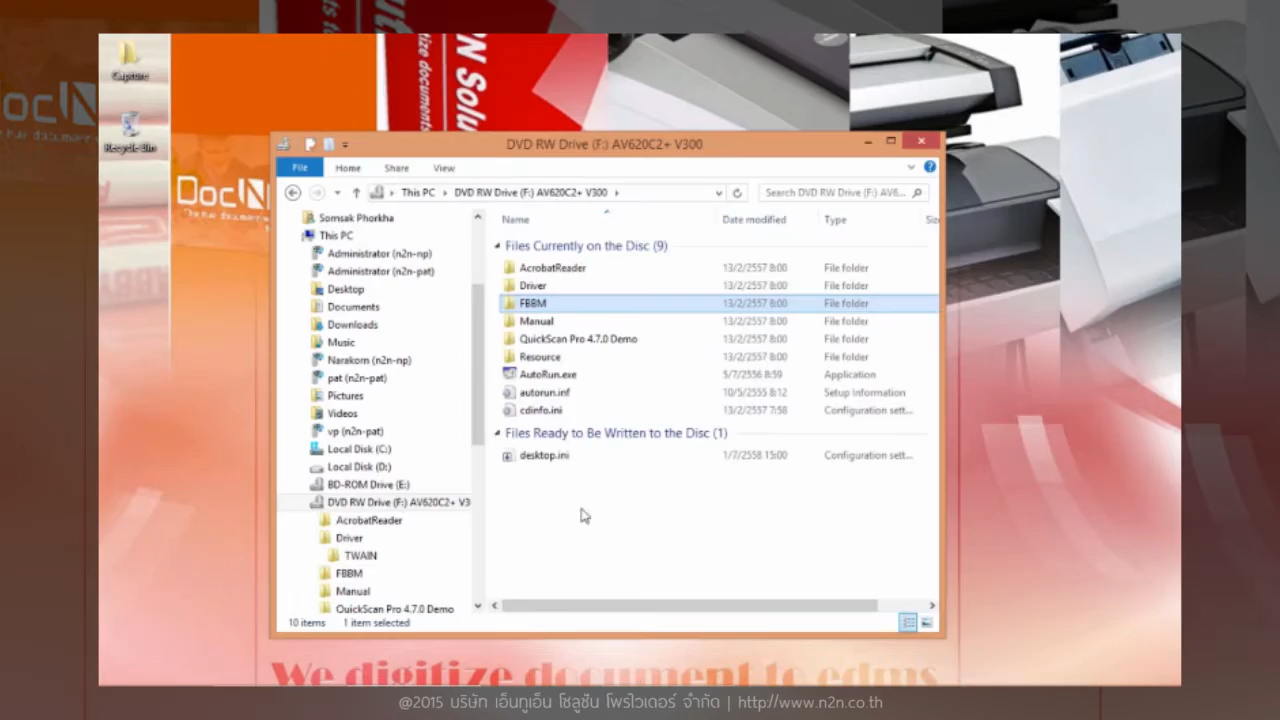 Capture
Recycle Bin
N Solu
tize documents
DocN
DVD RW Drive (F:) AV620C2+ V300
File Home Share View
This PC DVD RW Drive (F:) AV620C2+ V300
Search DVD RW Drive (F:) AV6...
Somsak Phorkha
This PC
Administrator (n2n-np)
Administrator (n2n-pat)
Desktop
Documents
Downloads
Music
Narakorn (n2n-np)
pat (n2n-pat)
Pictures
Videos
vp (n2n-pat)
Local Disk (C:)
Local Disk (D:)
BD-ROM Drive (E:)
DVD RW Drive (F:) AV620C2+ V3
AcrobatReader
Driver
TWAIN
FBBM
Manual
QuickScan Pro 4.7.0 Demo
Name Date modified Type Siz
Files Currently on the Disc (9)
AcrobatReader 13/2/2557 8:00 File folder
Driver 13/2/2557 8:00 File folder
FBBM 13/2/2557 8:00 File folder
Manual 13/2/2557 8:00 File folder
QuickScan Pro 4.7.0 Demo 13/2/2557 8:00 File folder
Resource 13/2/2557 8:00 File folder
AutoRun.exe 5/7/2556 8:59 Application
autorun.inf 10/5/2555 8:12 Setup Information
cdinfo.ini 13/2/2557 7:58 Configuration sett...
Files Ready to Be Written to the Disc (1)
desktop.ini 1/7/2558 15:00 Configuration sett...
10 items 1 item selected
We digitize document to edms
@2015 บริษัท เอ็นทูเอ็น โซลูชัน โพรไวเดอร์ จำกัด | http://www.n2n.co.th